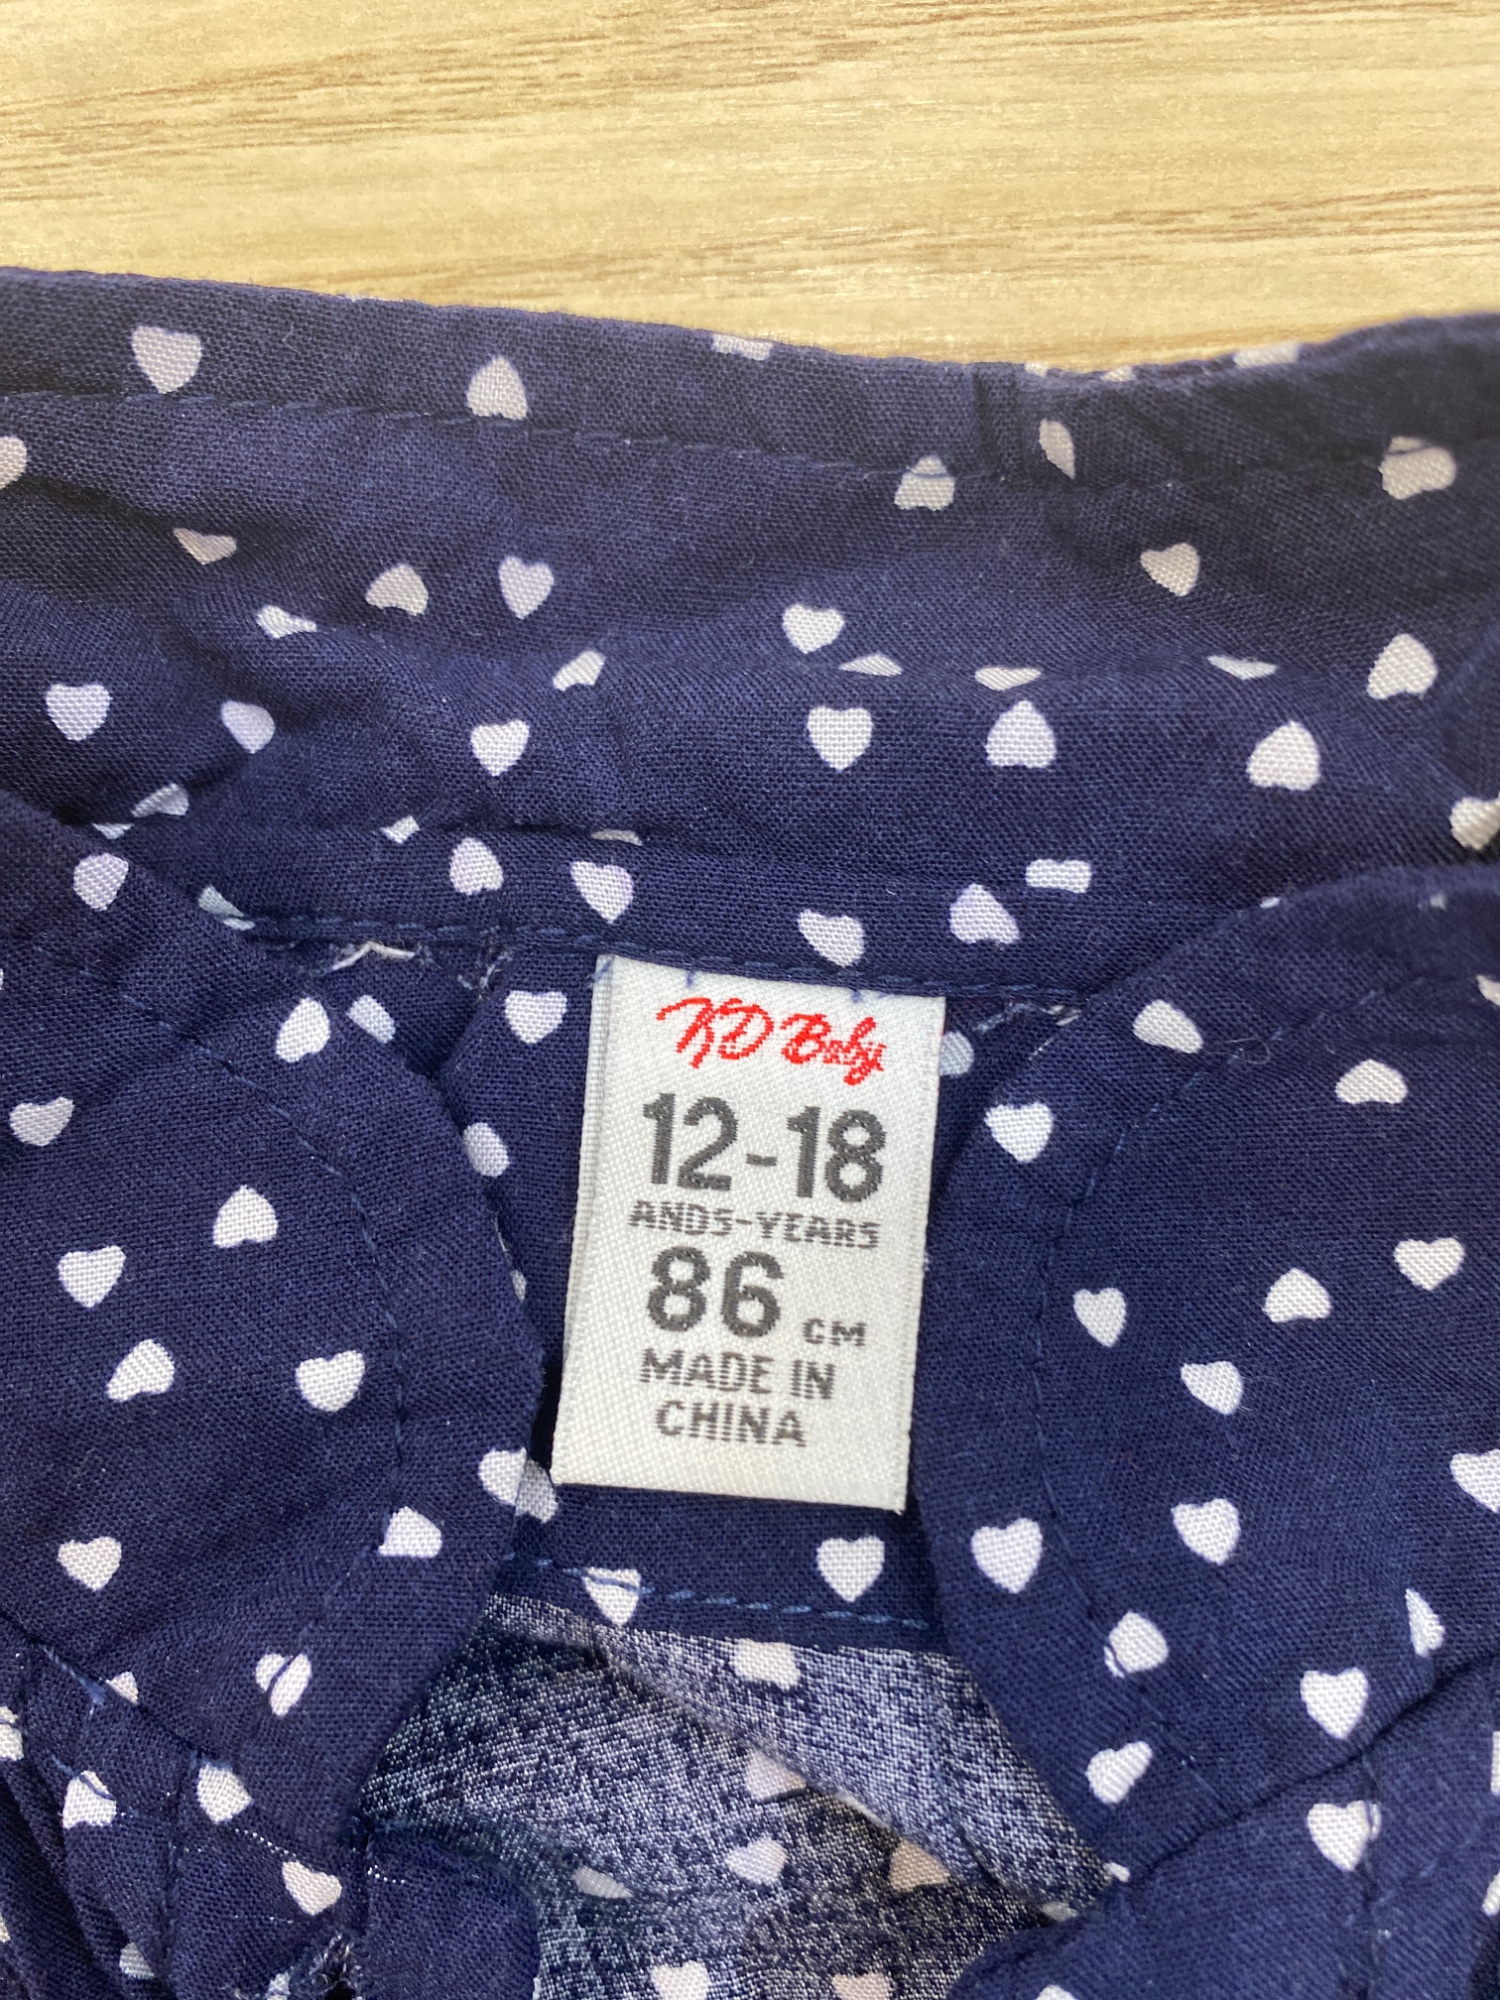 KD Baby
12-18
ANDS-YEARS
86 CM
MADE IN
CHINA